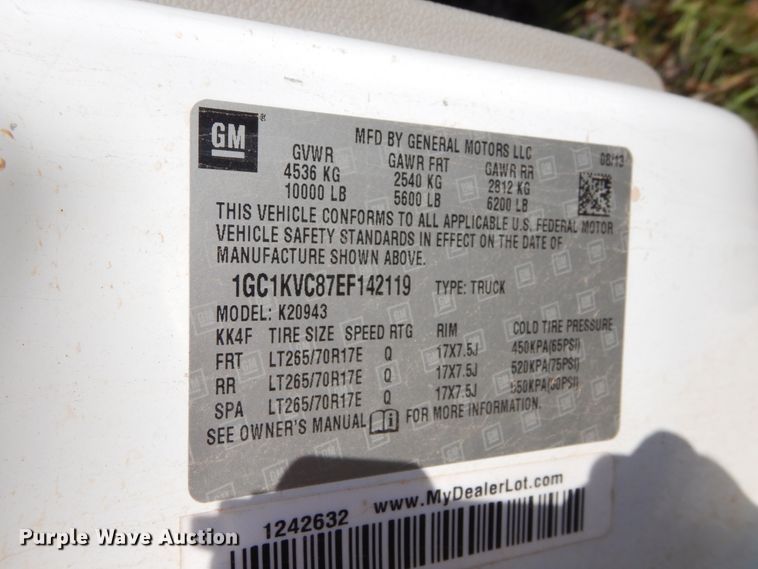 GM
MFD BY GENERAL MOTORS LLC 08/13
GVWR GAWR FRT GAWR RR
4536 KG 2540 KG 2812 KG
10000 LB 5600 LB 6200 LB
THIS VEHICLE CONFORMS TO ALL APPLICABLE U.S. FEDERAL MOTOR
VEHICLE SAFETY STANDARDS IN EFFECT ON THE DATE OF
MANUFACTURE SHOWN ABOVE.
1GC1KVC87EF142119 TYPE: TRUCK
MODEL: K20943
KK4F TIRE SIZE SPEED RTG RIM COLD TIRE PRESSURE
FRT LT265/70R17E Q 17X7.5J 450KPA(65PSI)
RR LT265/70R17E Q 17X7.5J 520KPA(75PSI)
SPA LT265/70R17E Q 17X7.5J 550KPA(80PSI)
SEE OWNER'S MANUAL FOR MORE INFORMATION.
www.MyDealerLot.com
1242632
Purple Wave Auction